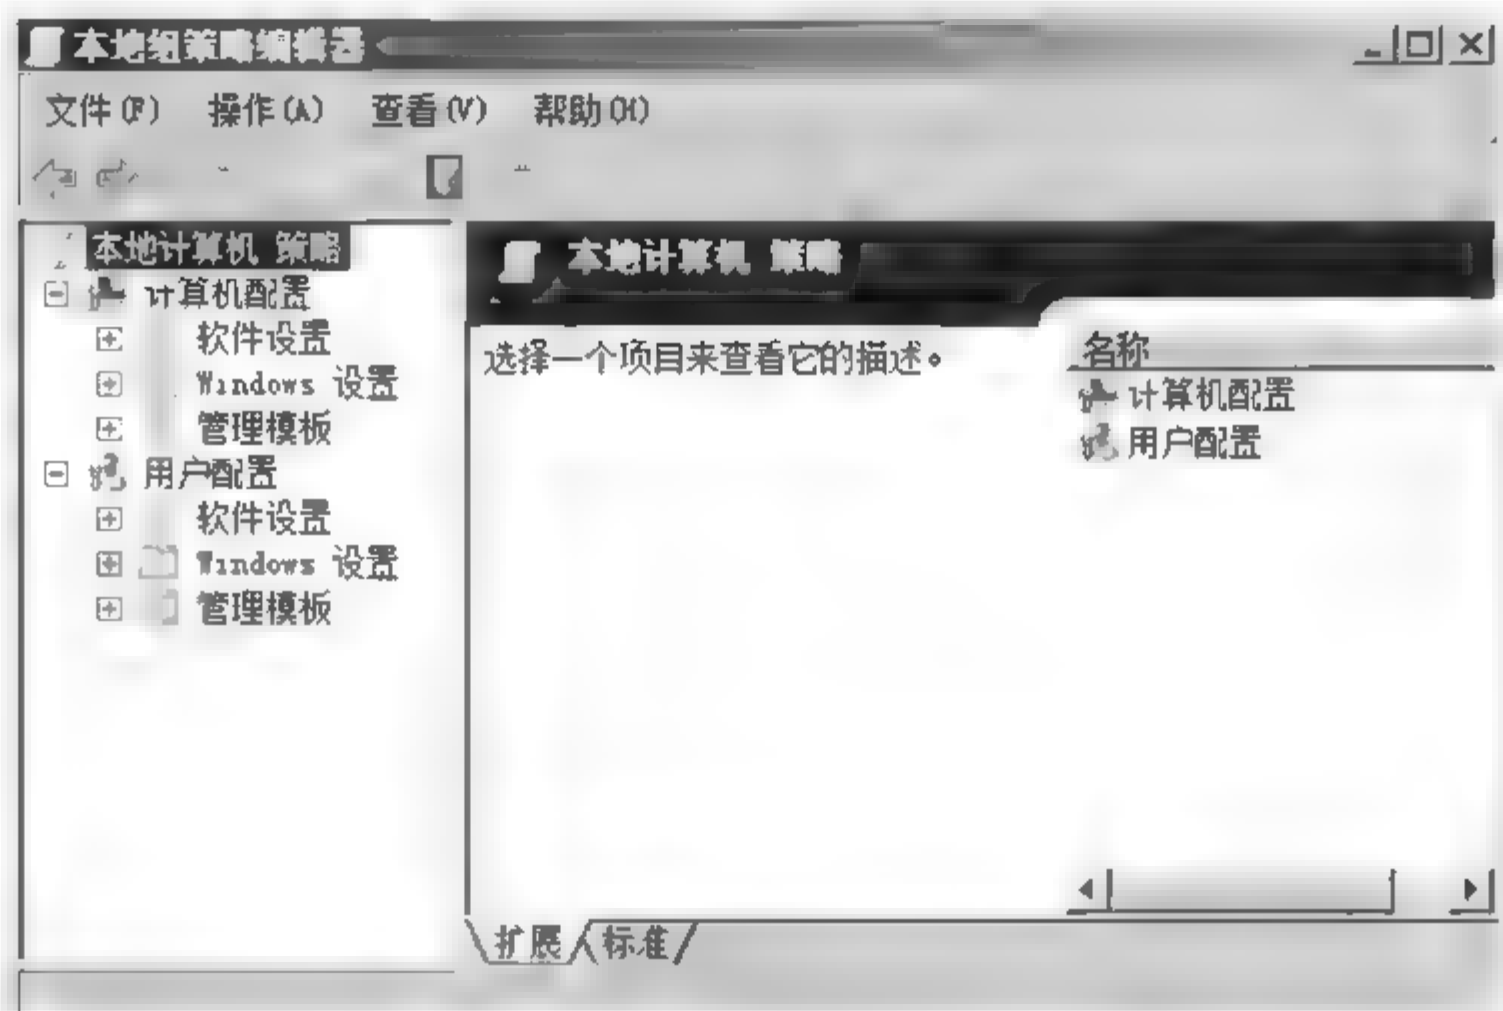 本地组策略编辑器
文件(F) 操作(A) 查看(V) 帮助(H)
本地计算机 策略
计算机配置
软件设置
Windows 设置
管理模板
用户配置
软件设置
Windows 设置
管理模板
本地计算机 策略
选择一个项目来查看它的描述。
名称
计算机配置
用户配置
扩展 标准